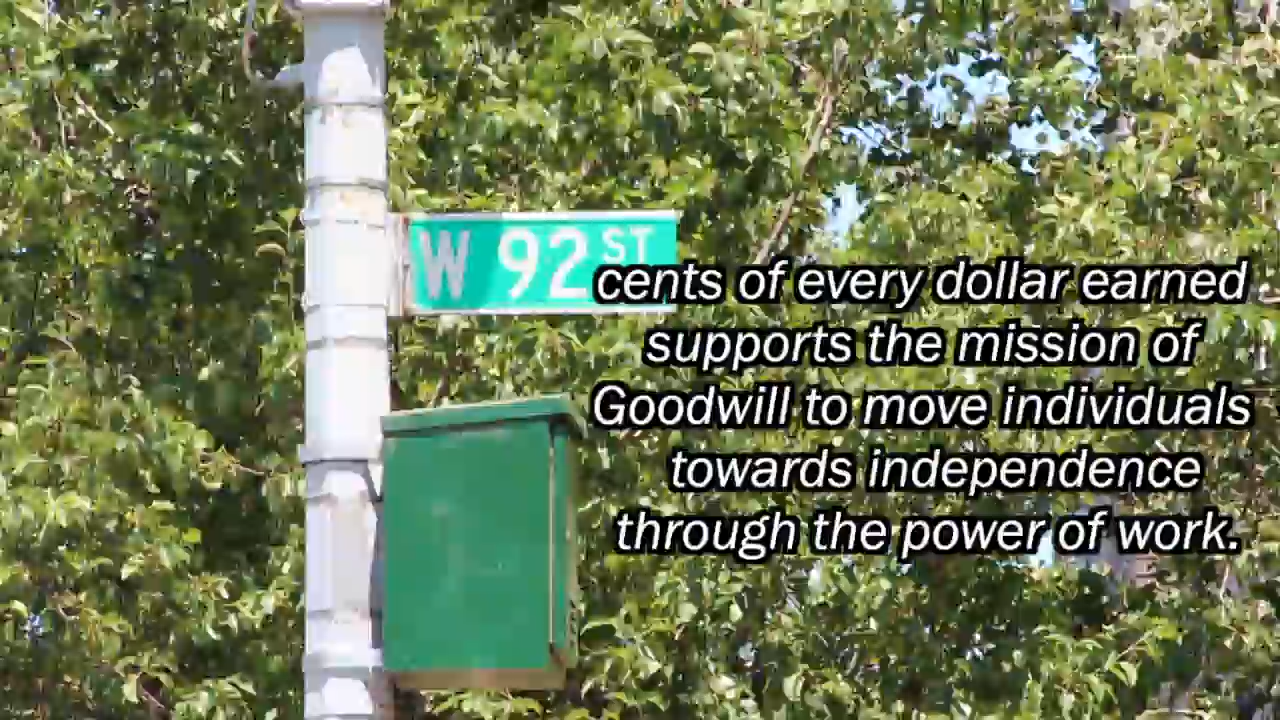 W 92 ST
cents of every dollar earned
supports the mission of
Goodwill to move individuals
towards independence
through the power of work.